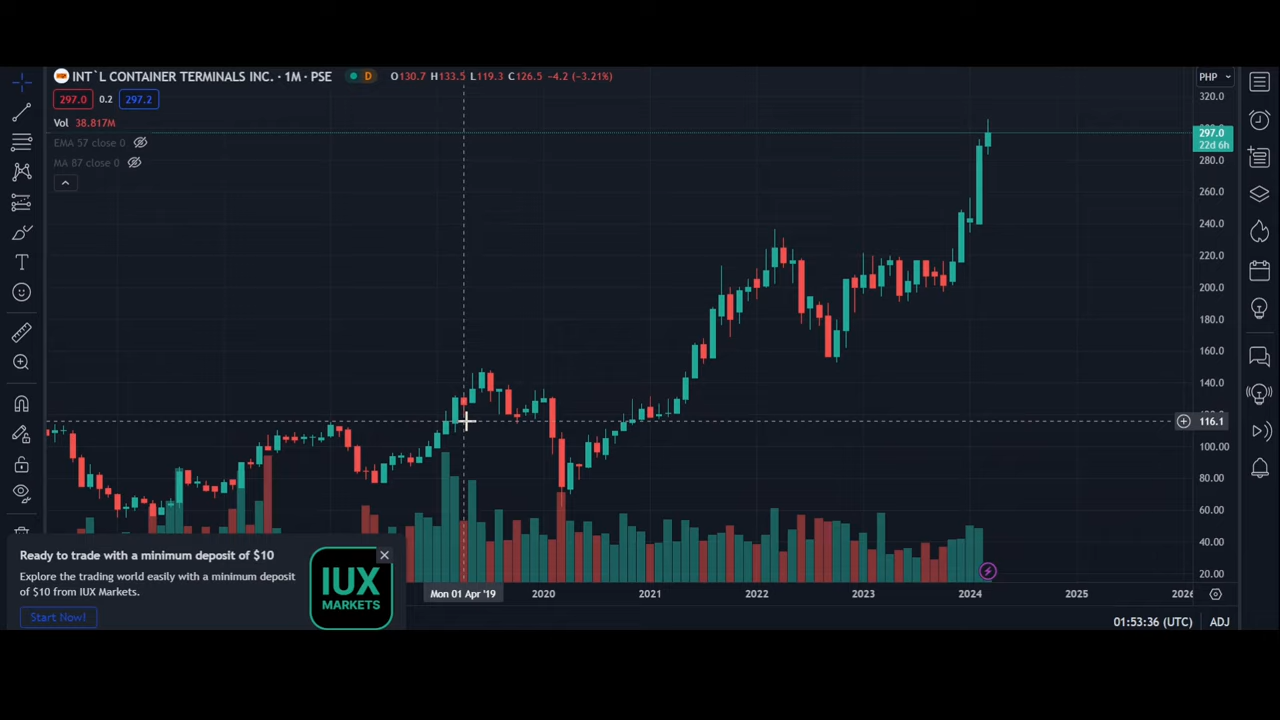 INT`L CONTAINER TERMINALS INC. · 1M · PSE D O130.7 H133.5 L119.3 C126.5 -4.2 (-3.21%)
PHP
297.0 0.2 297.2
Vol 38.817M
EMA 57 close 0
MA 87 close 0
320.0
297.0
22d 6h
280.0
260.0
240.0
220.0
200.0
180.0
160.0
140.0
116.1
100.00
80.00
60.00
40.00
20.00
Ready to trade with a minimum deposit of $10
Explore the trading world easily with a minimum deposit
of $10 from IUX Markets.
Start Now!
IUX
MARKETS
Mon 01 Apr '19 2020 2021 2022 2023 2024 2025 2026
01:53:36 (UTC) ADJ